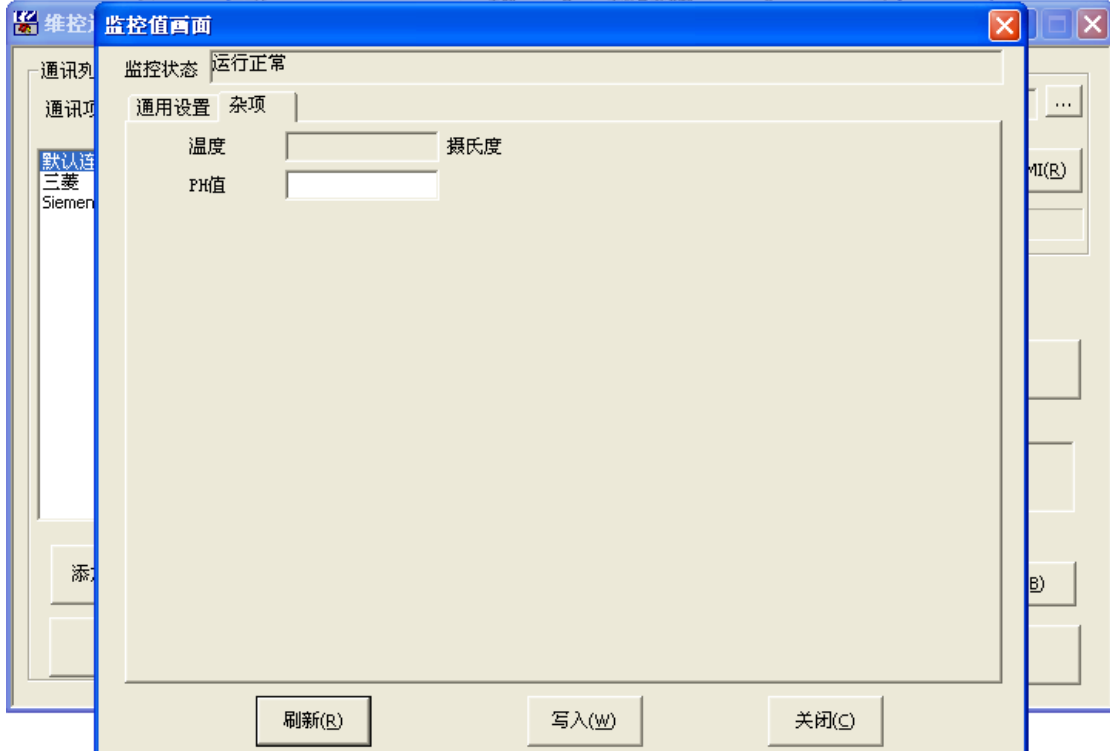 维控
监控值画面
监控状态 运行正常
通讯列
通讯项
通用设置 杂项
...
温度 摄氏度
PH值
默认连
三菱
Siemen
MI(R)
添
B)
刷新(R) 写入(W) 关闭(C)